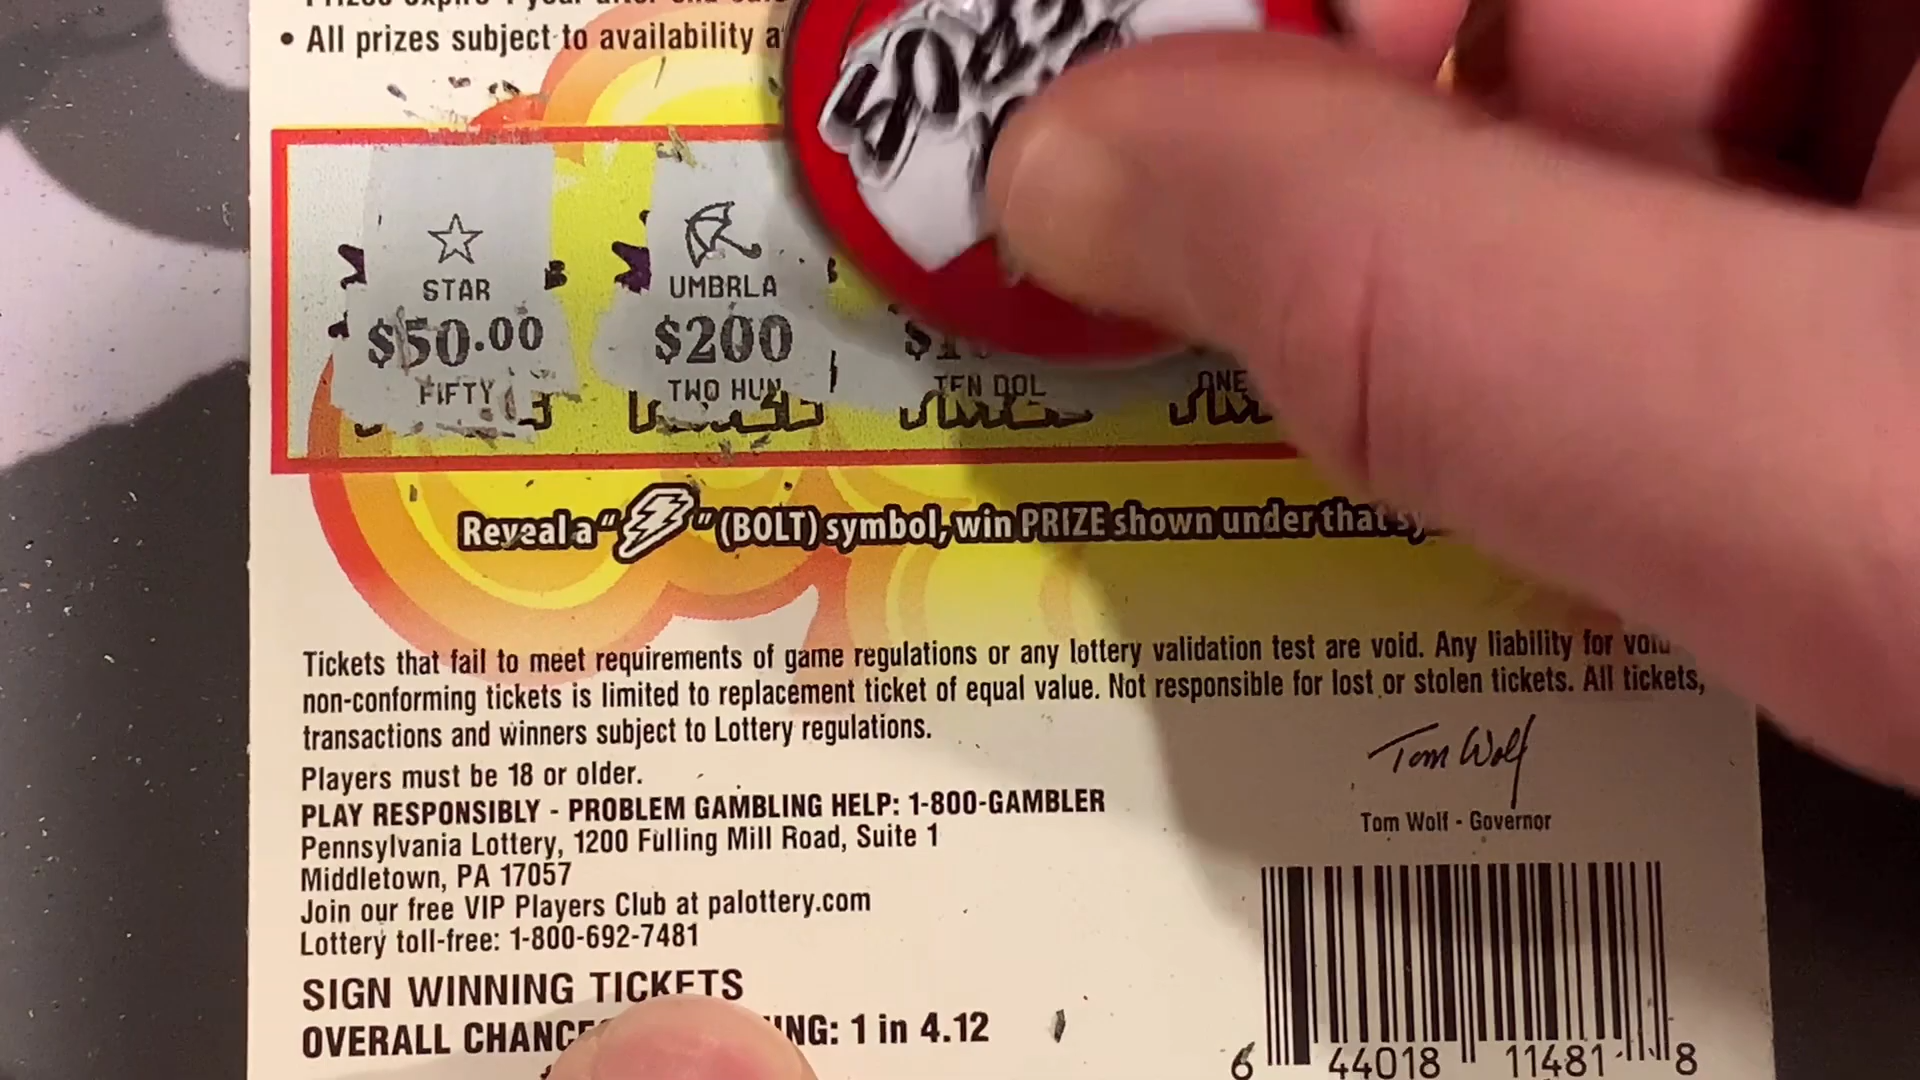 • All prizes subject to availability
STAR UMBRLA
$50.00 $200
FIFTY TWO HUN TEN DOL ONE
Reveal a " " (BOLT) symbol, win PRIZE shown under that
Tickets that fail to meet requirements of game regulations or any lottery validation test are void. Any liability for
non-conforming tickets is limited to replacement ticket of equal value. Not responsible for lost or stolen tickets. All tickets,
transactions and winners subject to Lottery regulations.
Players must be 18 or older.
PLAY RESPONSIBLY - PROBLEM GAMBLING HELP: 1-800-GAMBLER
Pennsylvania Lottery, 1200 Fulling Mill Road, Suite 1
Middletown, PA 17057
Join our free VIP Players Club at palottery.com
Lottery toll-free: 1-800-692-7481
Tom Wolf
Tom Wolf - Governor
SIGN WINNING TICKETS
OVERALL 1 in 4.12
6 44018 11481 8